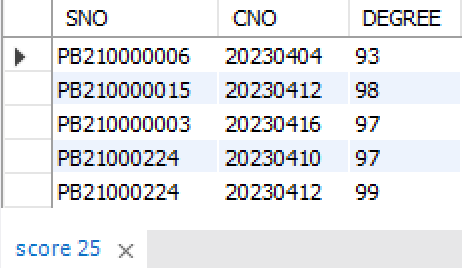 SNO CNO DEGREE
PB210000006 20230404 93
PB210000015 20230412 98
PB210000003 20230416 97
PB21000224 20230410 97
PB21000224 20230412 99
score 25 ×